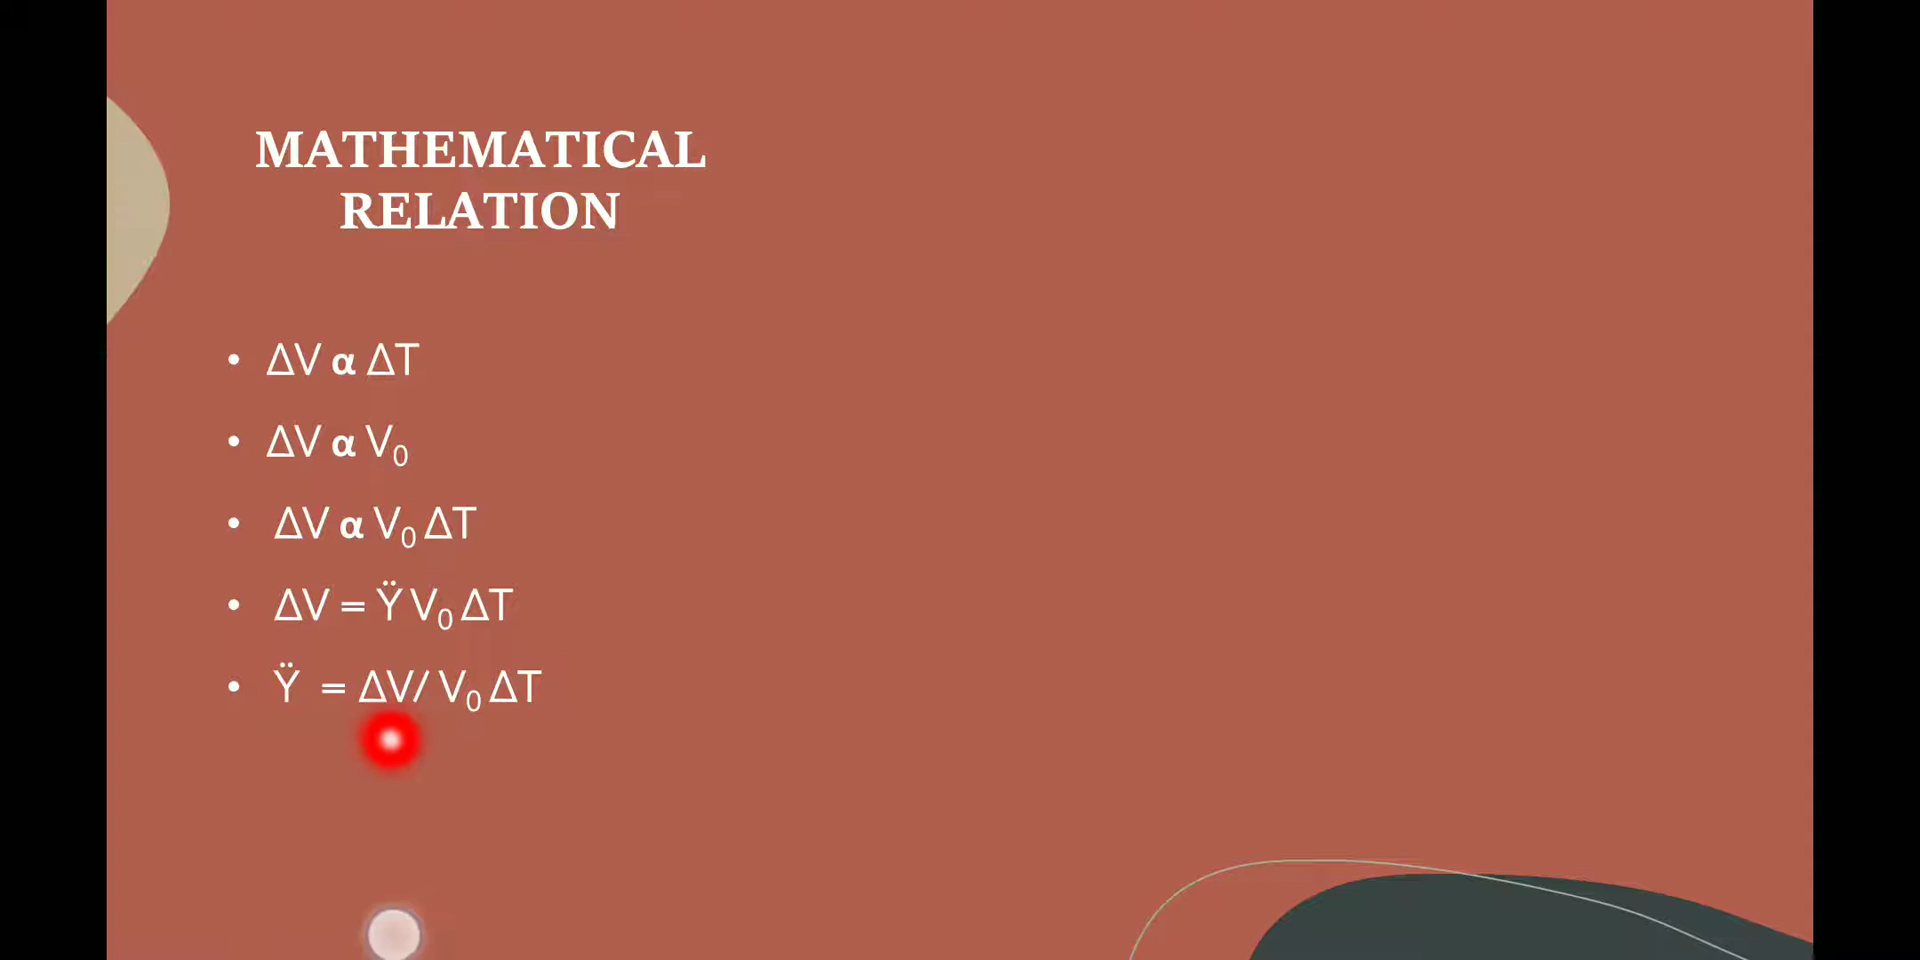 MATHEMATICAL
RELATION
• ΔV α ΔT
• ΔV α V₀
• ΔV α V₀ ΔT
• ΔV = Ÿ V₀ ΔT
• Ÿ = ΔV/ V₀ ΔT